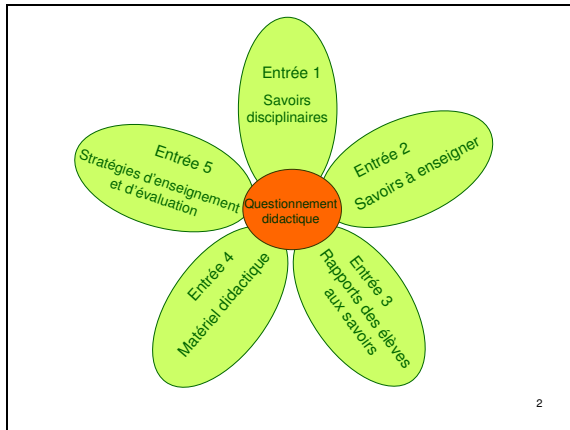 Entrée 1
Savoirs
disciplinaires
Entrée 2
Savoirs à enseigner
Entrée 3
Rapports des élèves
aux savoirs
Entrée 4
Matériel didactique
Entrée 5
Stratégies d'enseignement
et d'évaluation
Questionnement
didactique
2